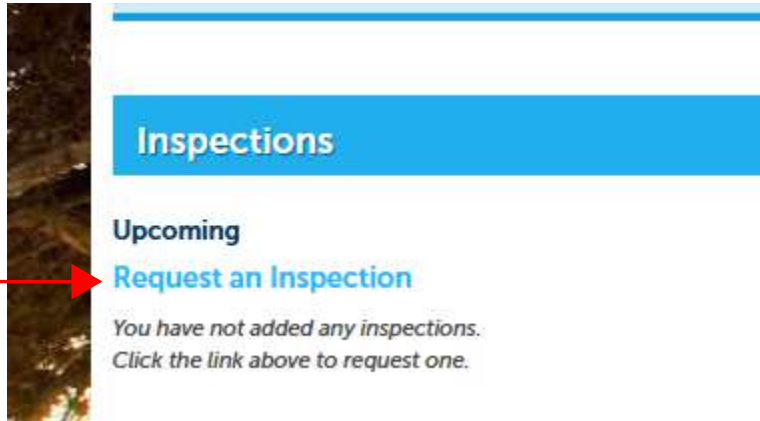 Inspections
Upcoming
Request an Inspection
You have not added any inspections.
Click the link above to request one.